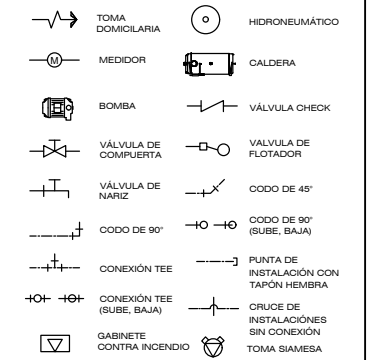 TOMA
DOMICILARIA
HIDRONEUMÁTICO
M
MEDIDOR
CALDERA
BOMBA
VÁLVULA CHECK
VÁLVULA DE
COMPUERTA
VALVULA DE
FLOTADOR
VÁLVULA DE
NARIZ
CODO DE 45°
CODO DE 90°
CODO DE 90°
(SUBE, BAJA)
CONEXIÓN TEE
PUNTA DE
INSTALACIÓN CON
TAPÓN HEMBRA
CONEXIÓN TEE
(SUBE, BAJA)
CRUCE DE
INSTALACIÓNES
SIN CONEXIÓN
GABINETE
CONTRA INCENDIO
TOMA SIAMESA